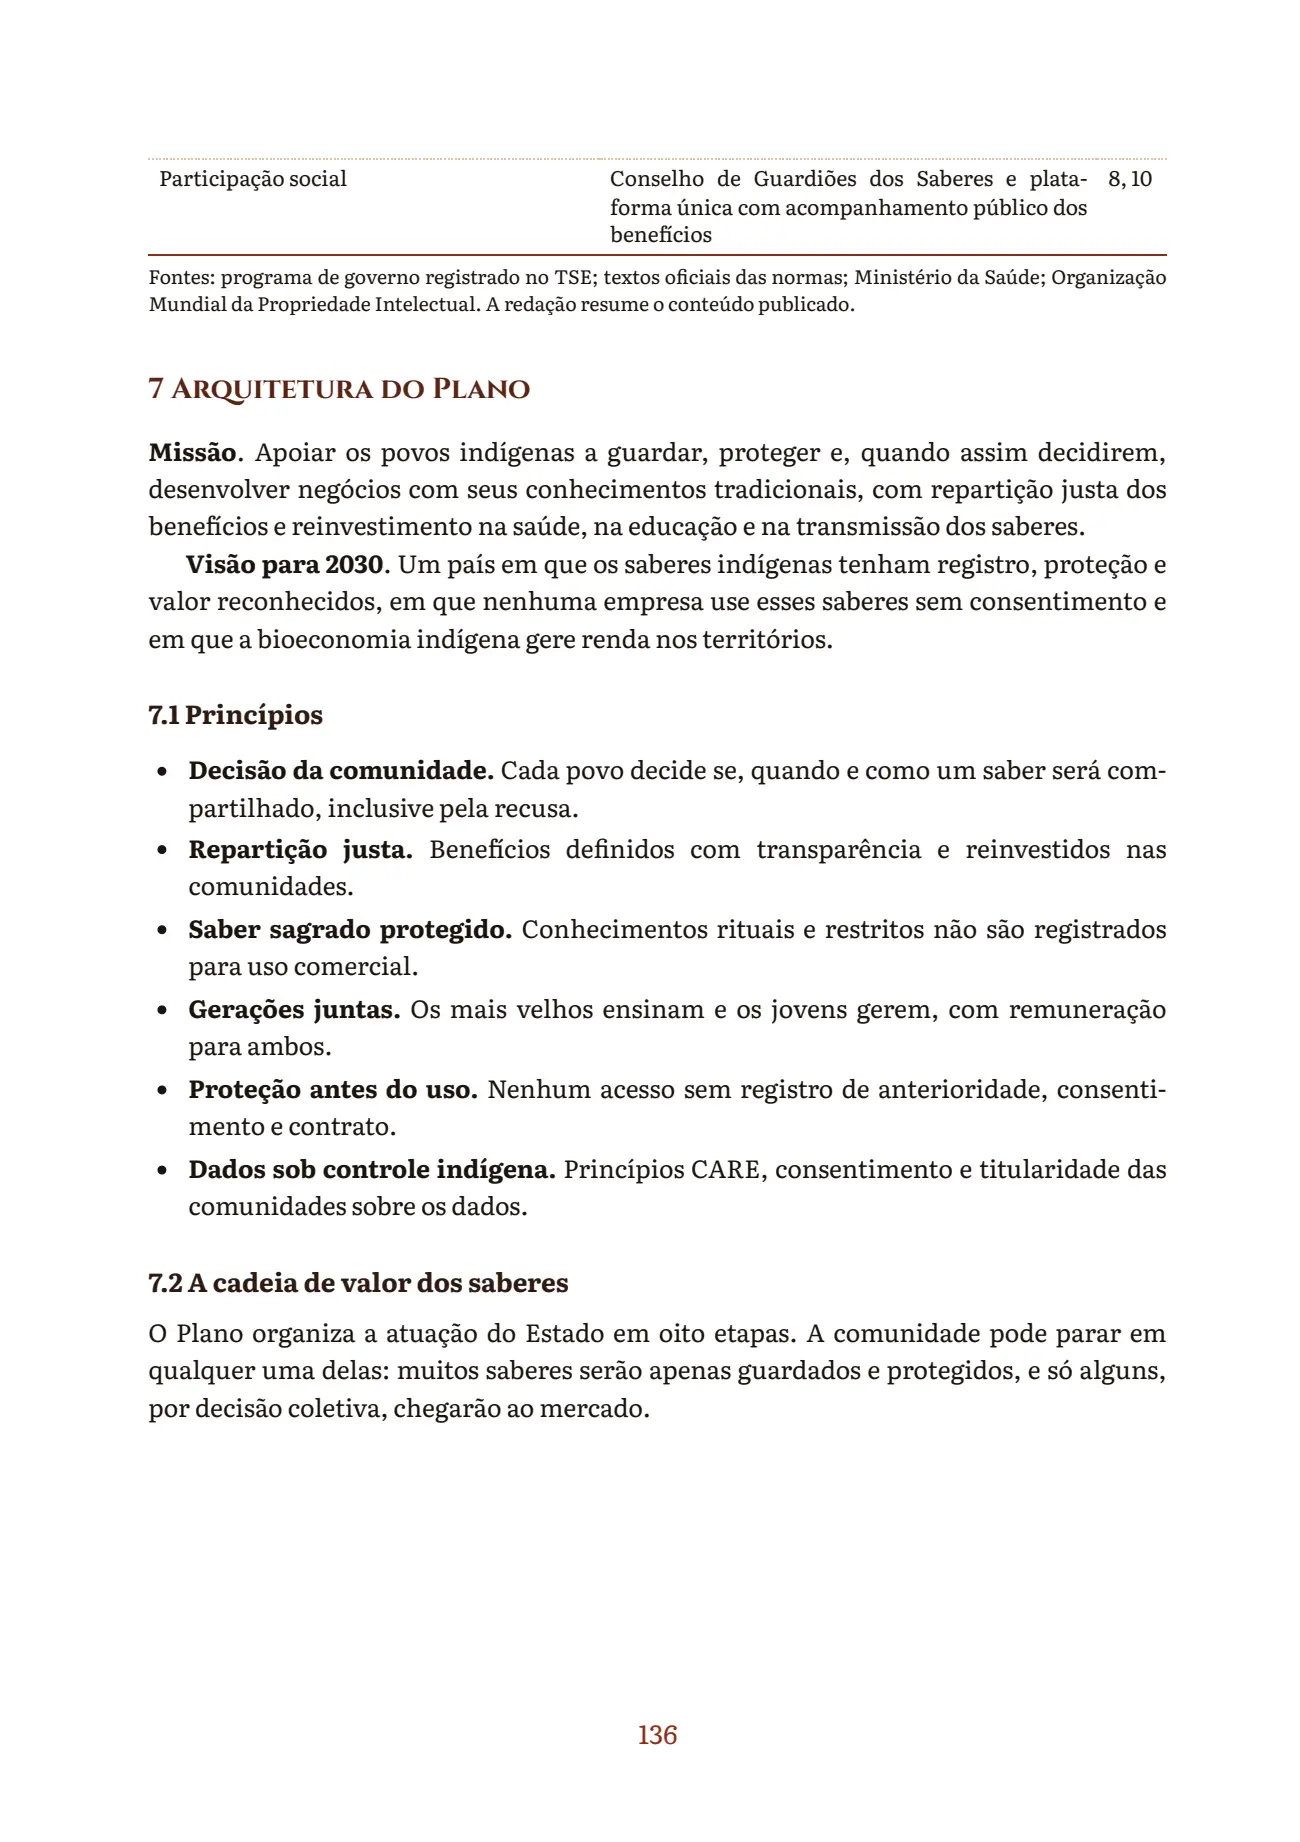 Participação social Conselho de Guardiões dos Saberes e plata- 8, 10
forma única com acompanhamento público dos
benefícios
Fontes: programa de governo registrado no TSE; textos oficiais das normas; Ministério da Saúde; Organização
Mundial da Propriedade Intelectual. A redação resume o conteúdo publicado.
7 Arquitetura do Plano
Missão. Apoiar os povos indígenas a guardar, proteger e, quando assim decidirem,
desenvolver negócios com seus conhecimentos tradicionais, com repartição justa dos
benefícios e reinvestimento na saúde, na educação e na transmissão dos saberes.
Visão para 2030. Um país em que os saberes indígenas tenham registro, proteção e
valor reconhecidos, em que nenhuma empresa use esses saberes sem consentimento e
em que a bioeconomia indígena gere renda nos territórios.
7.1 Princípios
• Decisão da comunidade. Cada povo decide se, quando e como um saber será com-
partilhado, inclusive pela recusa.
• Repartição justa. Benefícios definidos com transparência e reinvestidos nas
comunidades.
• Saber sagrado protegido. Conhecimentos rituais e restritos não são registrados
para uso comercial.
• Gerações juntas. Os mais velhos ensinam e os jovens gerem, com remuneração
para ambos.
• Proteção antes do uso. Nenhum acesso sem registro de anterioridade, consenti-
mento e contrato.
• Dados sob controle indígena. Princípios CARE, consentimento e titularidade das
comunidades sobre os dados.
7.2 A cadeia de valor dos saberes
O Plano organiza a atuação do Estado em oito etapas. A comunidade pode parar em
qualquer uma delas: muitos saberes serão apenas guardados e protegidos, e só alguns,
por decisão coletiva, chegarão ao mercado.
136